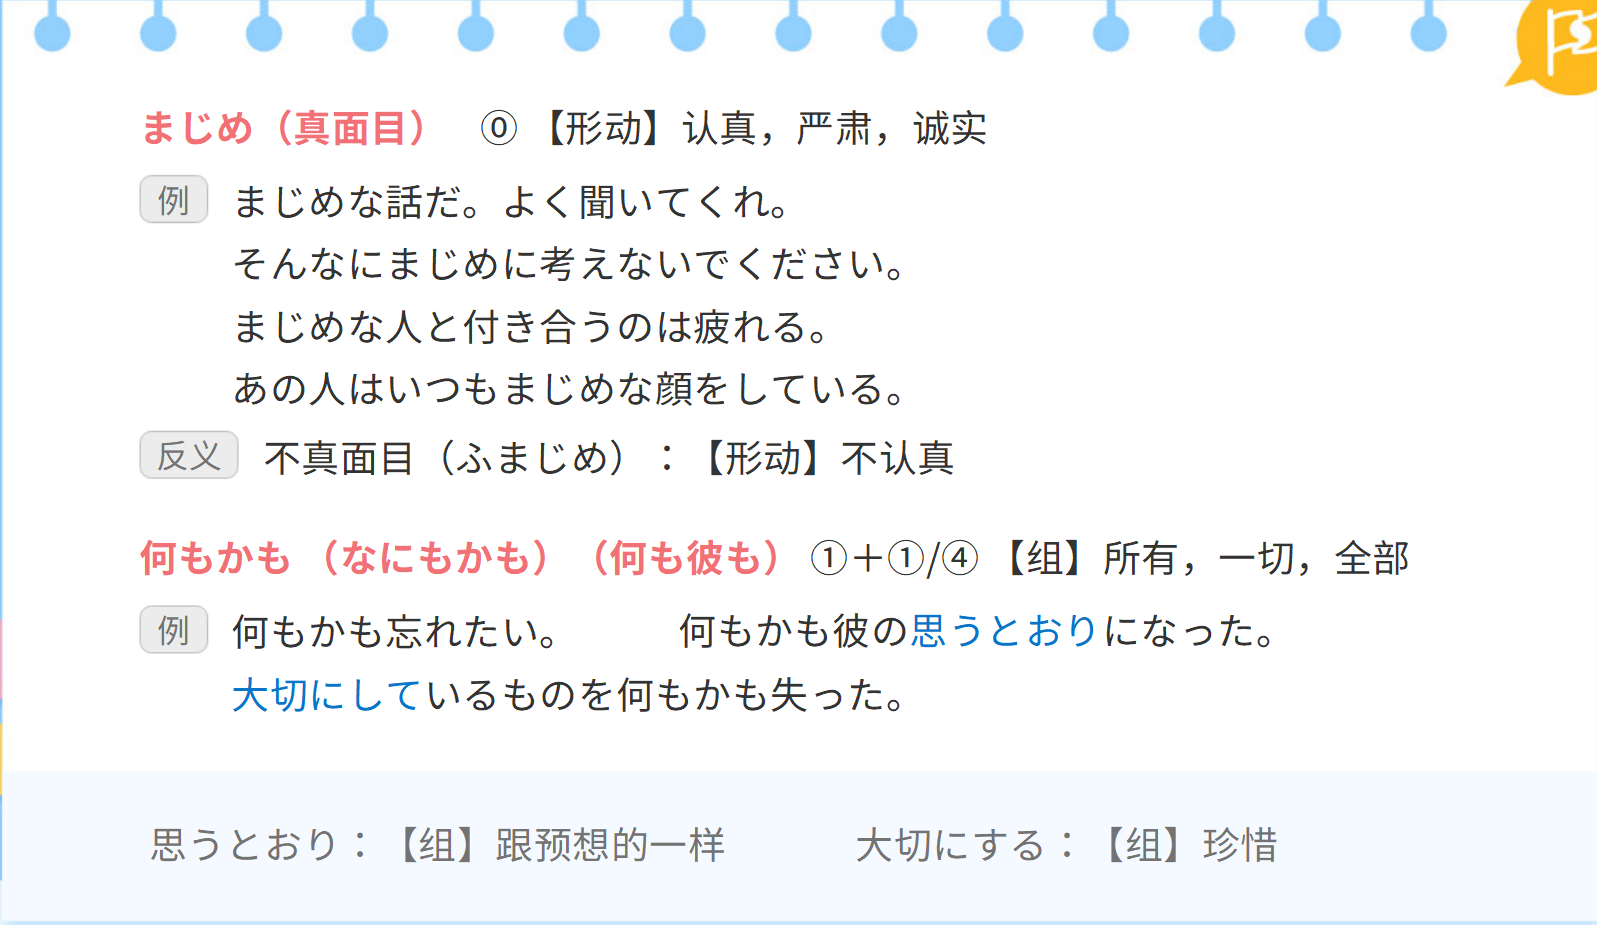 まじめ（真面目） ⓪【形动】认真，严肃，诚实
例 まじめな話だ。よく聞いてくれ。
そんなにまじめに考えないでください。
まじめな人と付き合うのは疲れる。
あの人はいつもまじめな顔をしている。
反义 不真面目（ふまじめ）：【形动】不认真
何もかも（なにもかも）（何も彼も）①＋①/④【组】所有，一切，全部
例 何もかも忘れたい。 何もかも彼の思うとおりになった。
大切にしているものを何もかも失った。
思うとおり：【组】跟预想的一样 大切にする：【组】珍惜